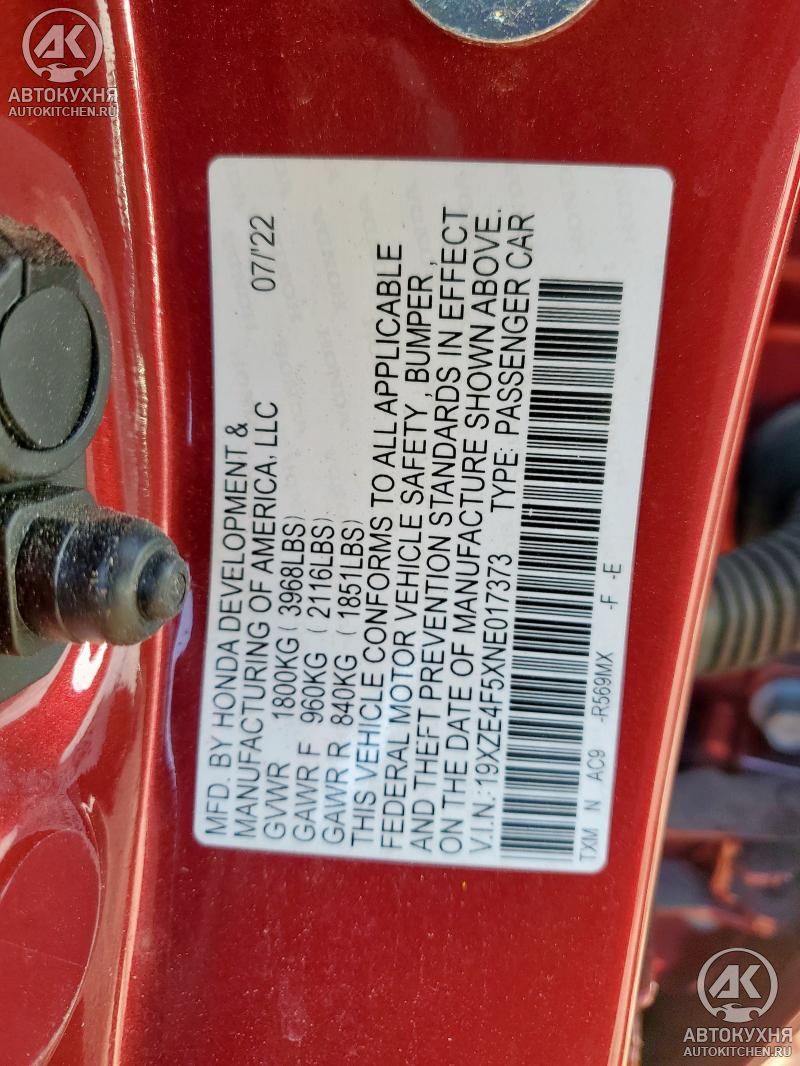 АВТОКУХНЯ
AUTOKITCHEN.RU
MFD. BY HONDA DEVELOPMENT & 07/'22
MANUFACTURING OF AMERICA, LLC
GVWR 1800KG ( 3968LBS)
GAWR F 960KG ( 2116LBS)
GAWR R 840KG ( 1851LBS)
THIS VEHICLE CONFORMS TO ALL APPLICABLE
FEDERAL MOTOR VEHICLE SAFETY, BUMPER,
AND THEFT PREVENTION STANDARDS IN EFFECT
ON THE DATE OF MANUFACTURE SHOWN ABOVE.
V.I.N.: 19XZE4F5XNE017373 TYPE: PASSENGER CAR
TXM N AC9 -R569MX -F -E
АК
АВТОКУХНЯ
AUTOKITCHEN.RU